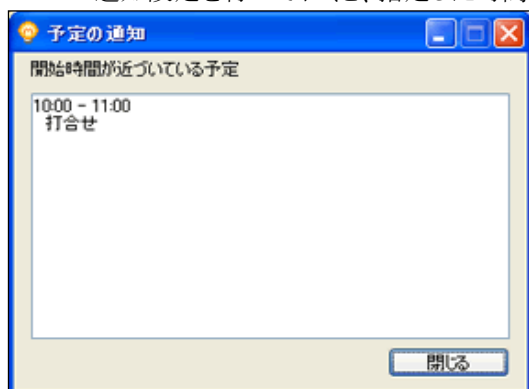 予定の通知
開始時間が近づいている予定
10:00 - 11:00
打合せ
閉じる